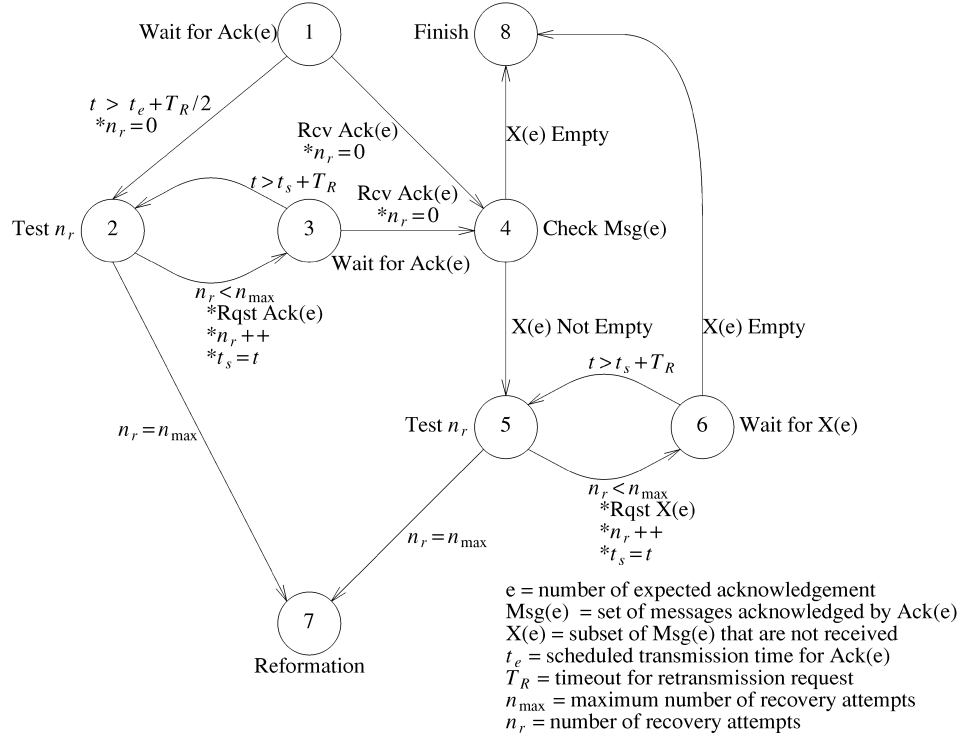 Wait for Ack(e)
1
Finish
8
t > t_e + T_R /2
*n_r = 0
Rcv Ack(e)
*n_r = 0
X(e) Empty
t > t_s + T_R
Rcv Ack(e)
*n_r = 0
Test n_r
2
3
4
Check Msg(e)
Wait for Ack(e)
n_r < n_max
*Rqst Ack(e)
*n_r ++
*t_s = t
X(e) Not Empty
X(e) Empty
t > t_s + T_R
n_r = n_max
Test n_r
5
6
Wait for X(e)
n_r < n_max
*Rqst X(e)
*n_r ++
*t_s = t
n_r = n_max
7
Reformation
e = number of expected acknowledgement
Msg(e) = set of messages acknowledged by Ack(e)
X(e) = subset of Msg(e) that are not received
t_e = scheduled transmission time for Ack(e)
T_R = timeout for retransmission request
n_max = maximum number of recovery attempts
n_r = number of recovery attempts